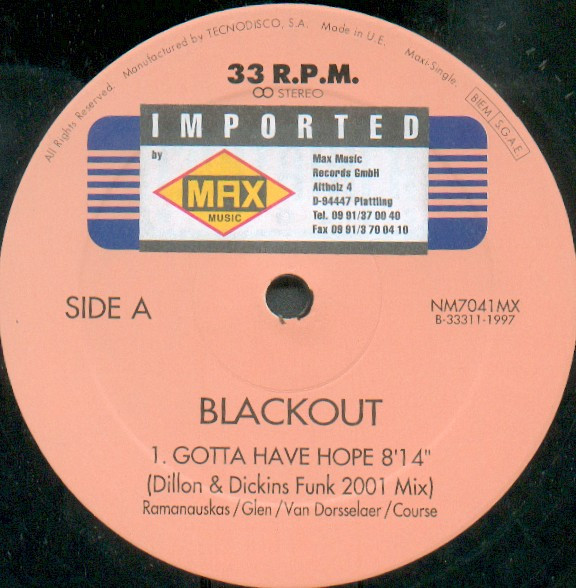 All Rights Reserved. Manufactured by TECNODISCO, S.A. Made in U.E. Maxi-Single.
BIEM S.G.A.E.
33 R.P.M.
STEREO
IMPORTED
by
MAX
MUSIC
Max Music
Records GmbH
Altholz 4
D-94447 Plattling
Tel. 09 91/37 00 40
Fax 09 91/3 70 04 10
SIDE A
NM7041MX
B-33311-1997
BLACKOUT
1. GOTTA HAVE HOPE 8'14"
(Dillon & Dickins Funk 2001 Mix)
Ramanauskas/Glen/Van Dorsselaer/Course